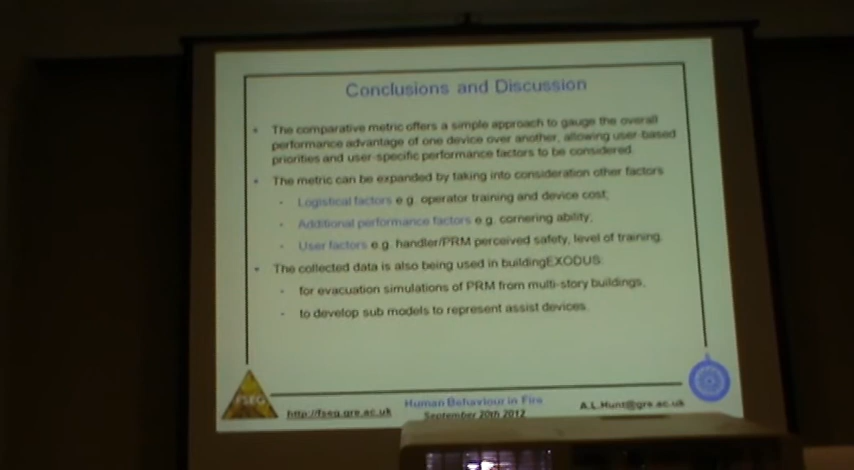 Conclusions and Discussion
• The comparative metric offers a simple approach to gauge the overall
performance advantage of one device over another, allowing user-based
priorities and user-specific performance factors to be considered.
• The metric can be expanded by taking into consideration other factors
- Logistical factors e.g. operator training and device cost;
- Additional performance factors e.g. cornering ability;
- User factors e.g. handler/PRM perceived safety, level of training.
• The collected data is also being used in buildingEXODUS:
- for evacuation simulations of PRM from multi-story buildings,
- to develop sub models to represent assist devices.
FSEG
http://fseg.gre.ac.uk
Human Behaviour in Fire
September 20th 2012
A.L.Hunt@gre.ac.uk